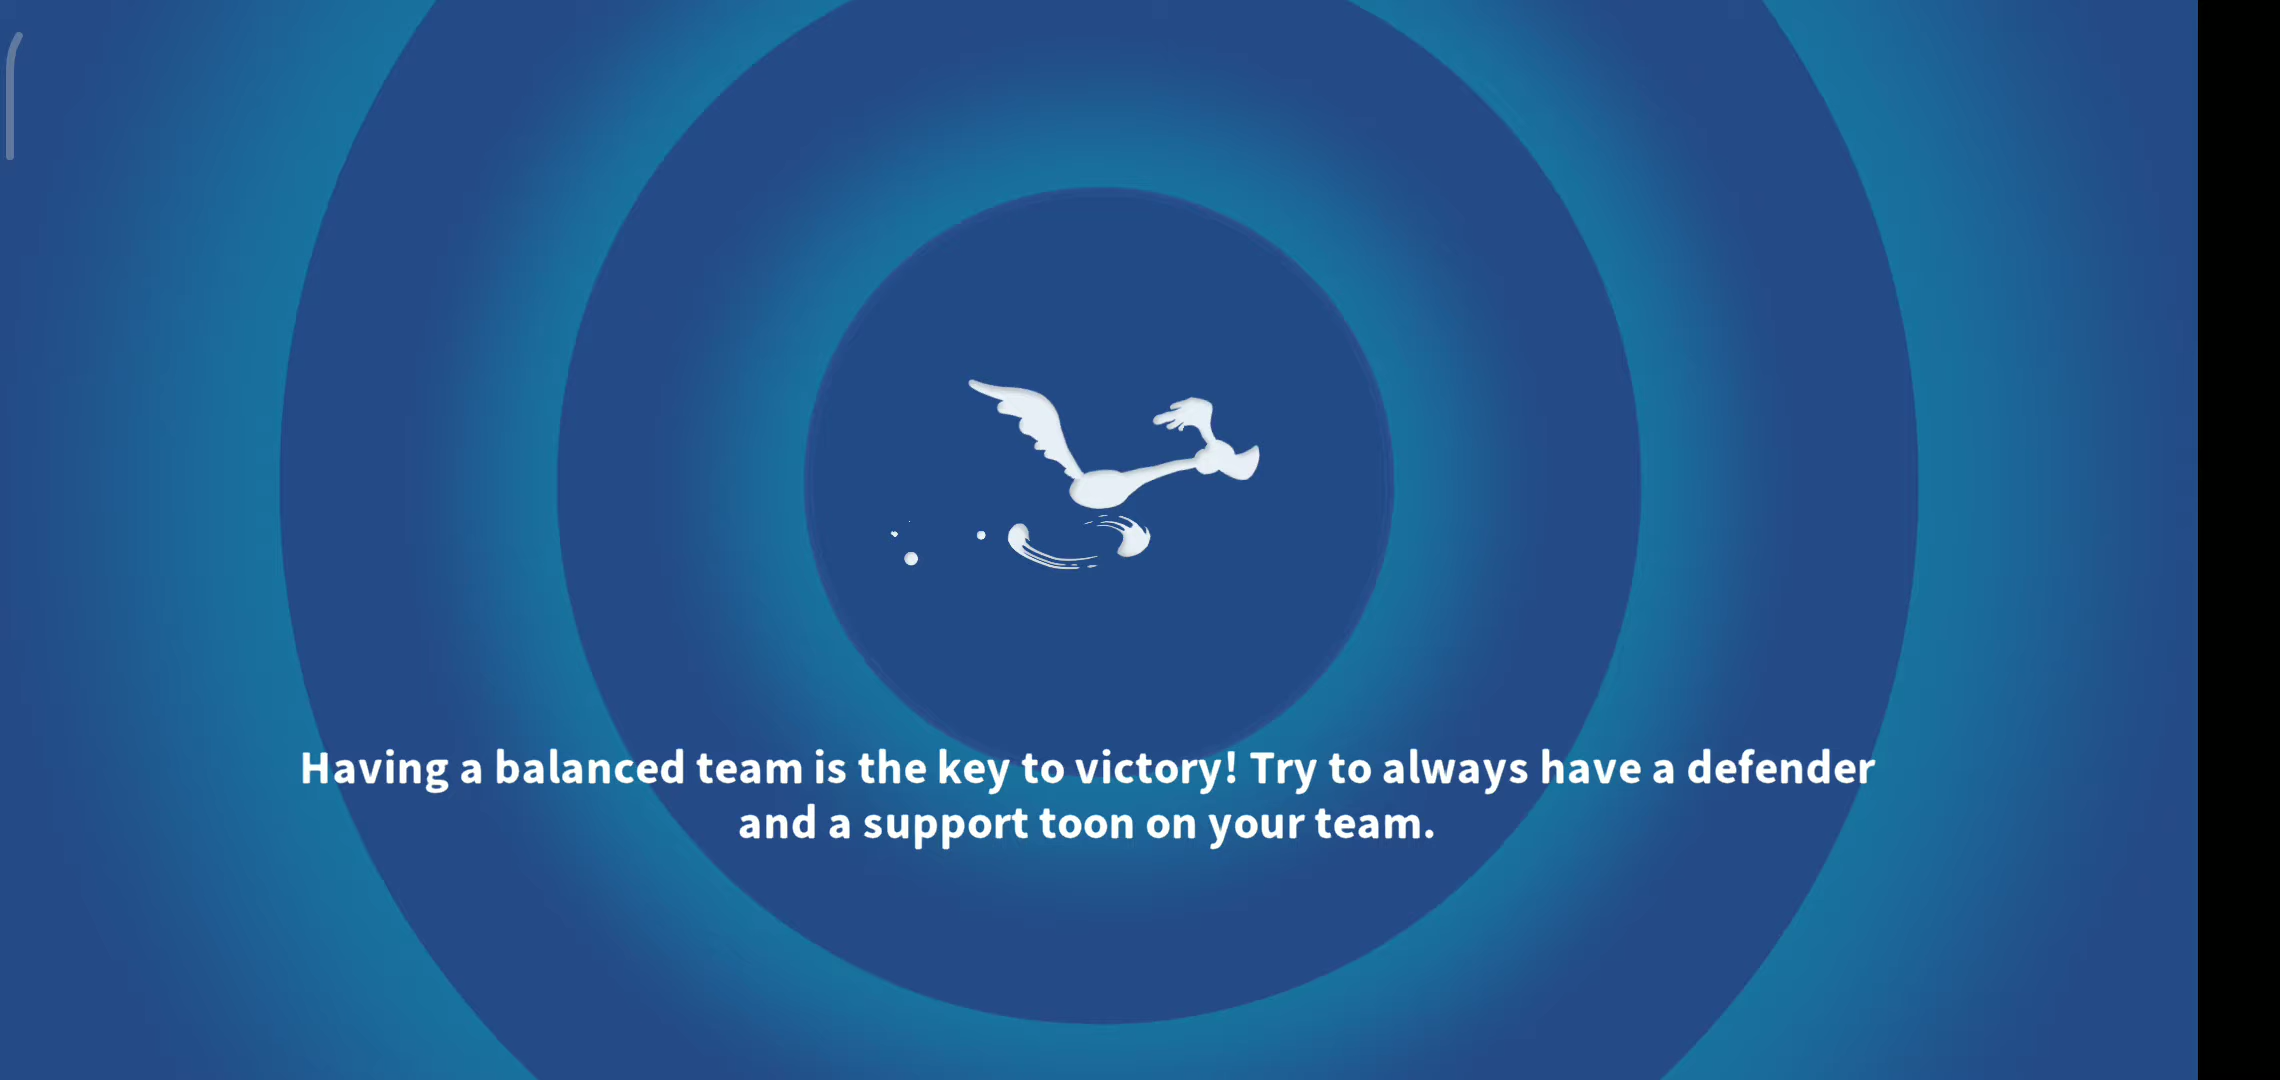 Having a balanced team is the key to victory! Try to always have a defender
and a support toon on your team.